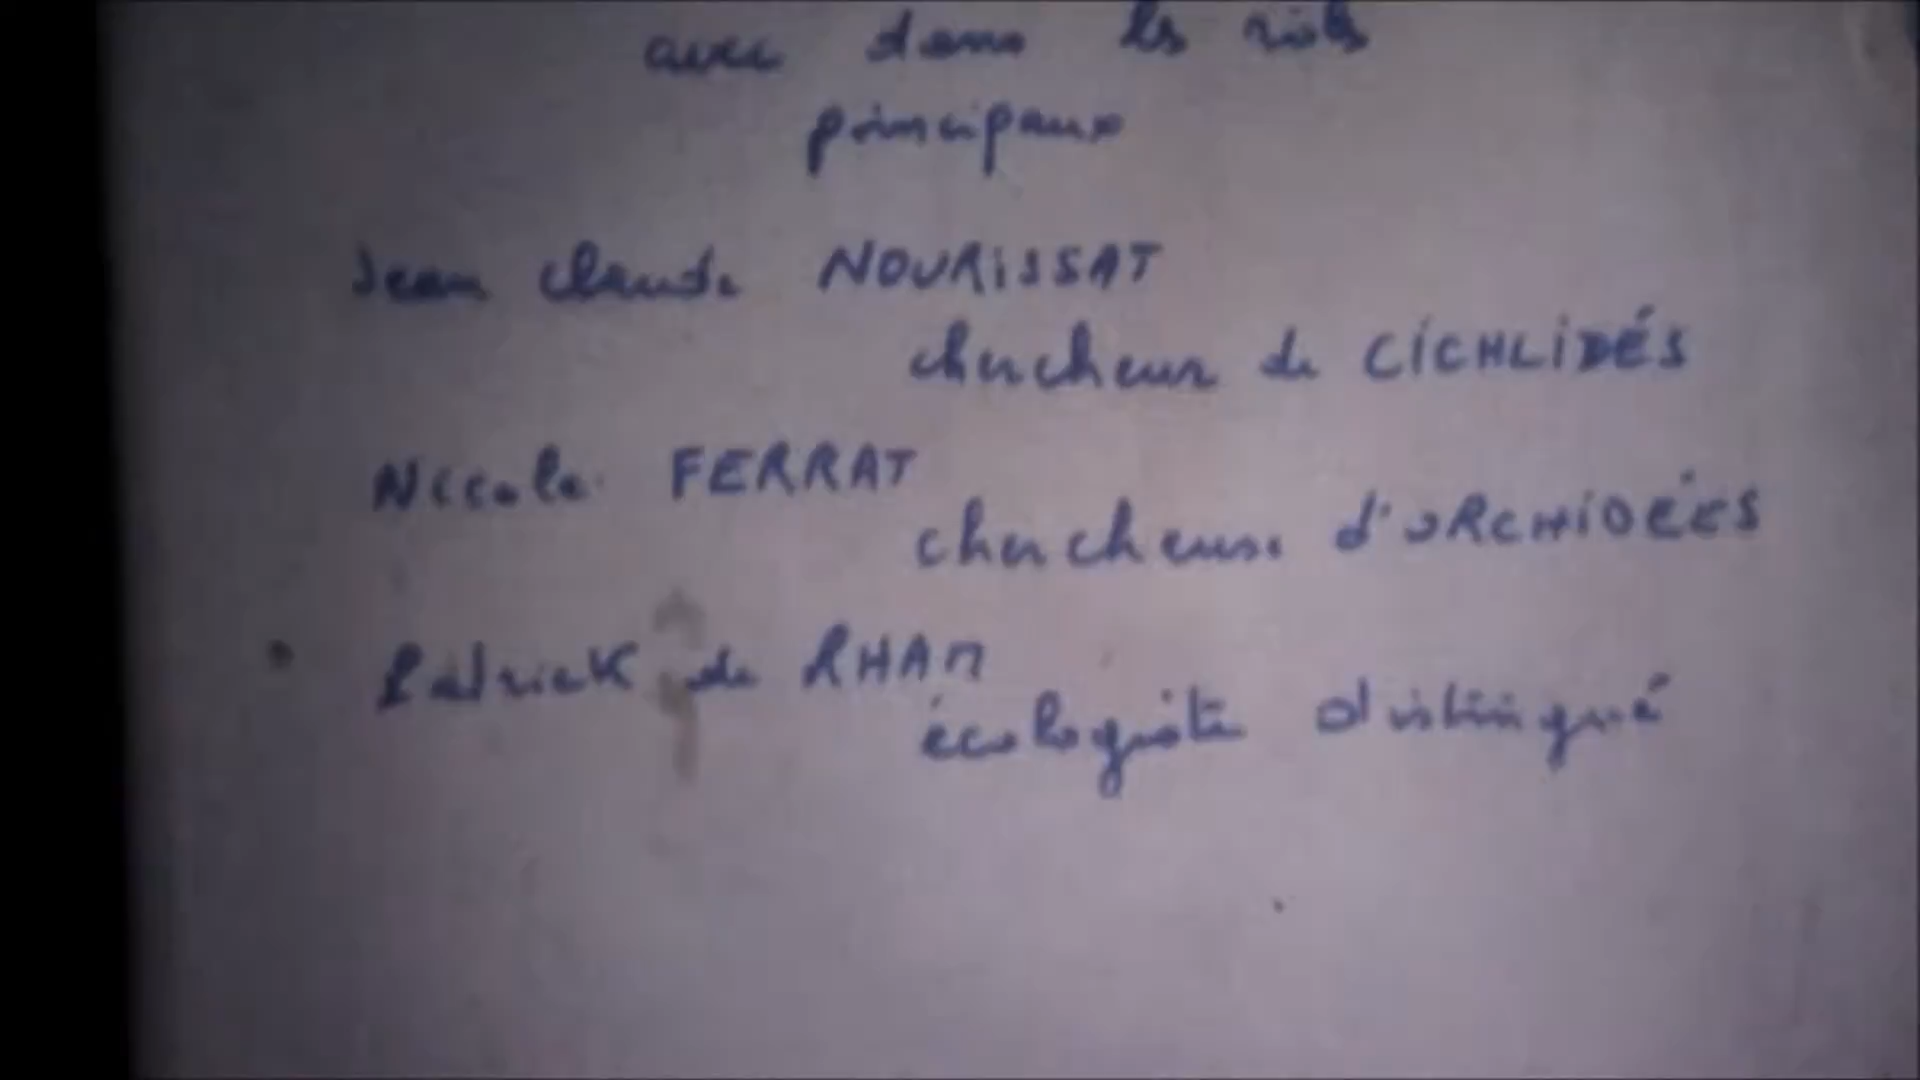 avec dans les rôles
principaux
Jean claude NOURISSAT
chercheur de CICHLIDÉS
Nicole FERRAT
chercheuse d'ORCHIDÉES
Patrick de RHAM
écologiste distingué